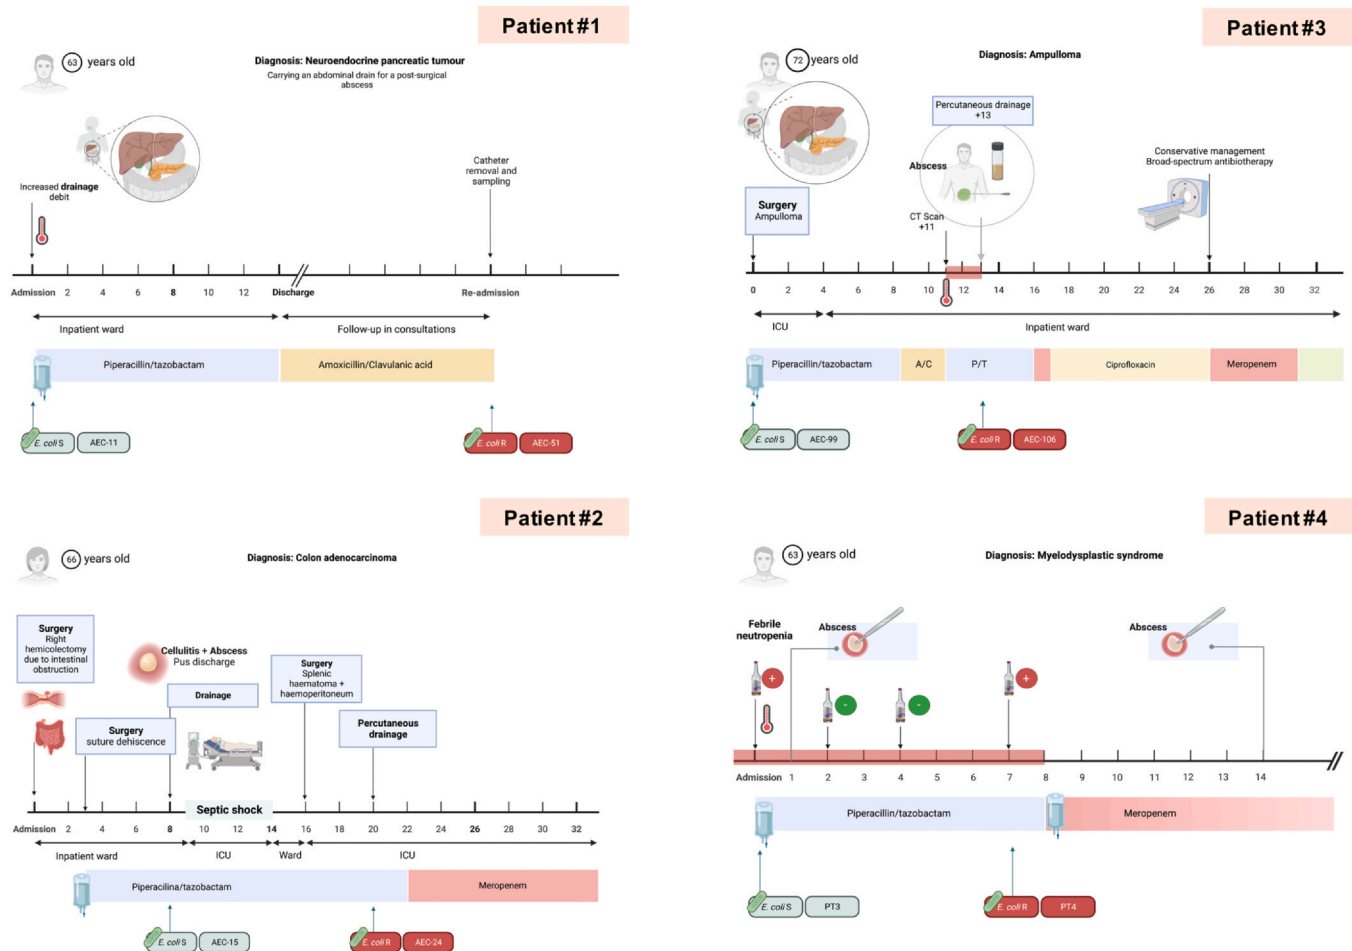 Patient #1
63 years old
Diagnosis: Neuroendocrine pancreatic tumour
Carrying an abdominal drain for a post-surgical
abscess
Increased drainage
debit
Catheter
removal and
sampling
Admission 2 4 6 8 10 12 Discharge Re-admission
Inpatient ward Follow-up in consultations
Piperacillin/tazobactam Amoxicillin/Clavulanic acid
E. coli S AEC-11 E. coli R AEC-51
Patient #3
72 years old
Diagnosis: Ampulloma
Percutaneous drainage
+13
Abscess
Conservative management
Broad-spectrum antibiotherapy
Surgery
Ampulloma
CT Scan
+11
0 2 4 6 8 10 12 14 16 18 20 22 24 26 28 30 32
ICU Inpatient ward
Piperacillin/tazobactam A/C P/T Ciprofloxacin Meropenem
E. coli S AEC-99 E. coli R AEC-106
Patient #2
66 years old
Diagnosis: Colon adenocarcinoma
Surgery
Right
hemicolectomy
due to intestinal
obstruction
Cellulitis + Abscess
Pus discharge
Surgery
Splenic
haematoma +
haemoperitoneum
Drainage
Surgery
suture dehiscence
Percutaneous
drainage
Septic shock
Admission 2 4 6 8 10 12 14 16 18 20 22 24 26 28 30 32
Inpatient ward ICU Ward ICU
Piperacilina/tazobactam Meropenem
E. coli S AEC-15 E. coli R AEC-24
Patient #4
63 years old
Diagnosis: Myelodysplastic syndrome
Febrile
neutropenia
Abscess Abscess
+ - - +
Admission 1 2 3 4 5 6 7 8 9 10 11 12 13 14
Piperacillin/tazobactam Meropenem
E. coli S PT3 E. coli R PT4